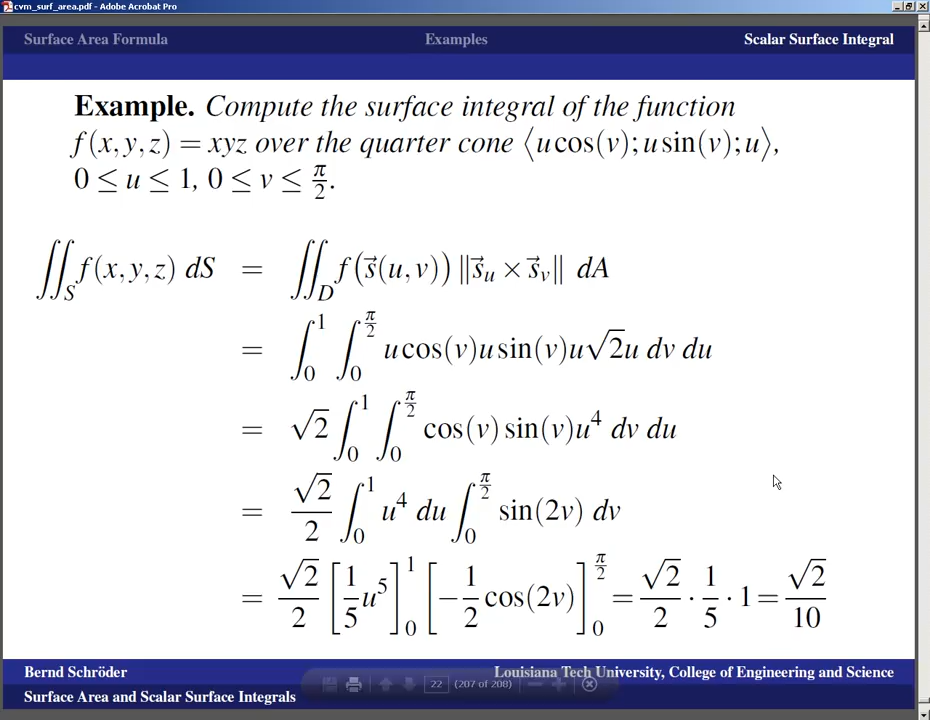 cvm_surf_area.pdf - Adobe Acrobat Pro
Surface Area Formula Examples Scalar Surface Integral
Example. Compute the surface integral of the function
f(x,y,z) = xyz over the quarter cone ⟨u cos(v); u sin(v); u⟩,
0 ≤ u ≤ 1, 0 ≤ v ≤ π/2.
∬_S f(x,y,z) dS = ∬_D f(s⃗(u,v)) ‖s⃗_u × s⃗_v‖ dA
= ∫_0^1 ∫_0^{π/2} u cos(v)u sin(v)u√2u dv du
= √2 ∫_0^1 ∫_0^{π/2} cos(v) sin(v)u^4 dv du
= √2/2 ∫_0^1 u^4 du ∫_0^{π/2} sin(2v) dv
= √2/2 [1/5 u^5]_0^1 [−1/2 cos(2v)]_0^{π/2} = √2/2 · 1/5 · 1 = √2/10
Bernd Schröder Louisiana Tech University, College of Engineering and Science
22 (207 of 208)
Surface Area and Scalar Surface Integrals